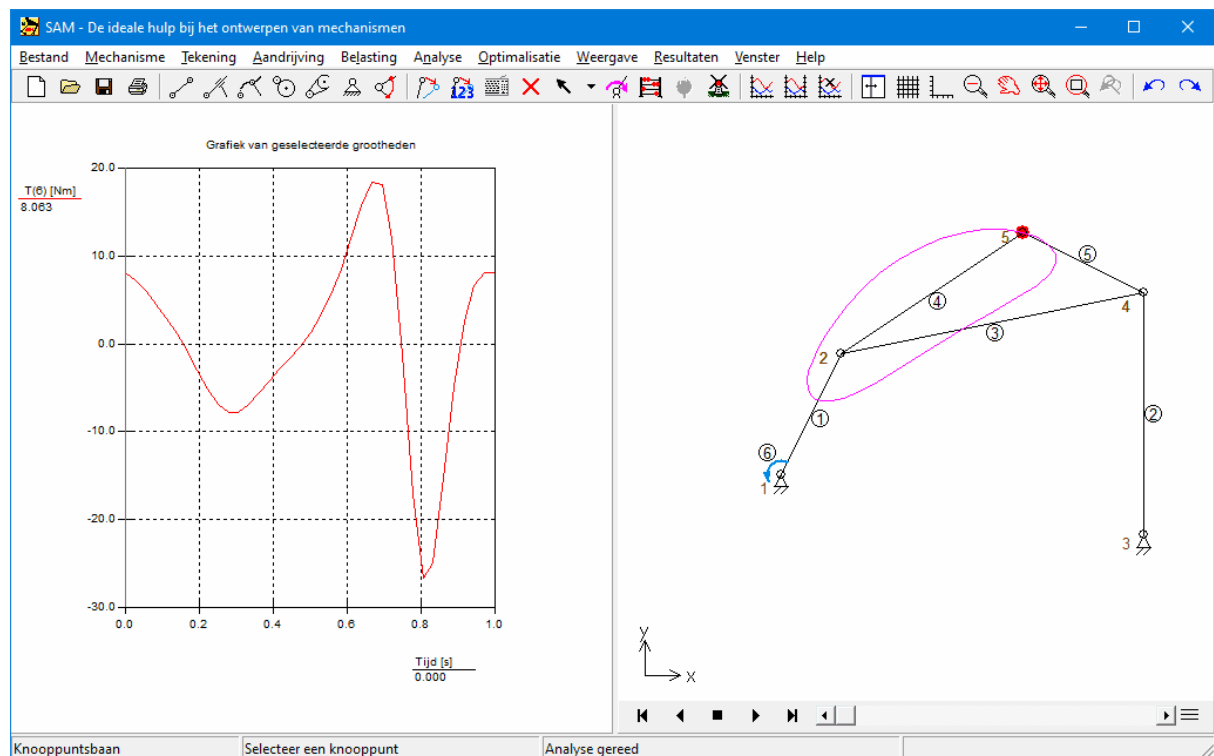 SAM - De ideale hulp bij het ontwerpen van mechanismen
Bestand Mechanisme Tekening Aandrijving Belasting Analyse Optimalisatie Weergave Resultaten Venster Help
123
Grafiek van geselecteerde grootheden
T(6) [Nm]
8.063
20.0
10.0
0.0
-10.0
-20.0
-30.0
0.0 0.2 0.4 0.6 0.8 1.0
Tijd [s]
0.000
5
5
4
4
3
2
2
1
6
1
3
y
x
Knooppuntsbaan Selecteer een knooppunt Analyse gereed